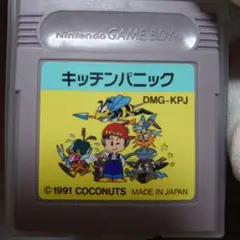 Nintendo GAME BOY
キッチンパニック
DMG-KPJ
©1991 COCONUTS MADE IN JAPAN